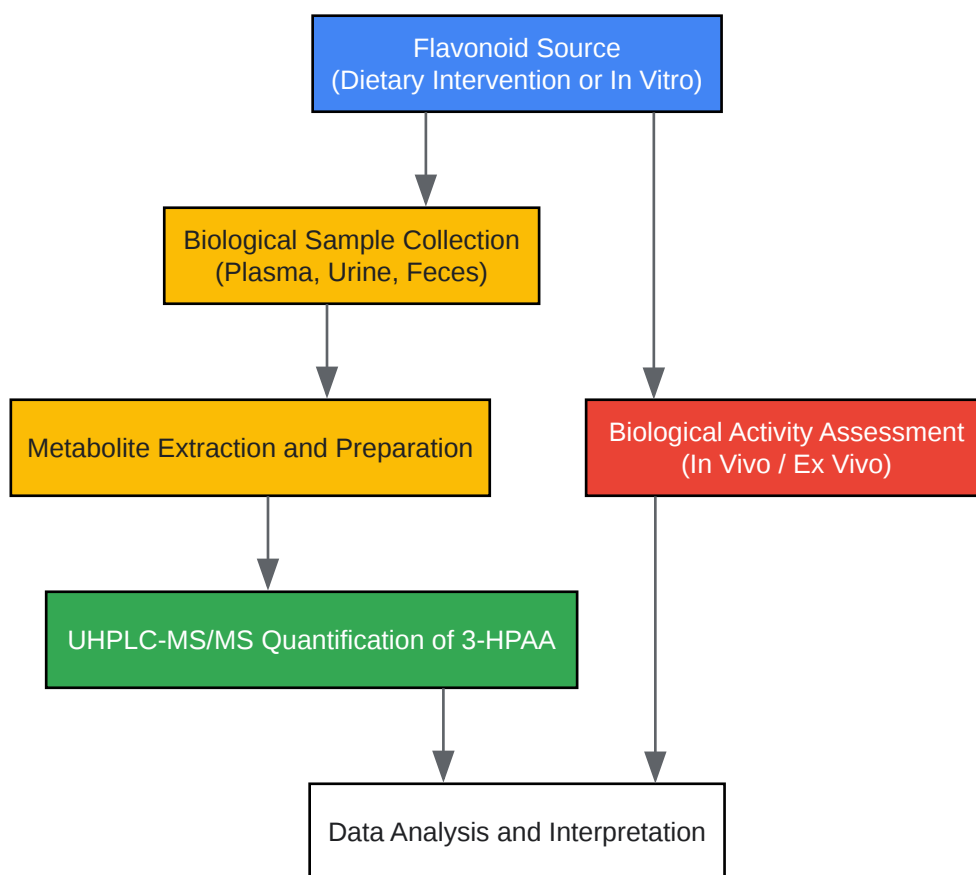 Flavonoid Source
(Dietary Intervention or In Vitro)
Biological Sample Collection
(Plasma, Urine, Feces)
Metabolite Extraction and Preparation
Biological Activity Assessment
(In Vivo / Ex Vivo)
UHPLC-MS/MS Quantification of 3-HPAA
Data Analysis and Interpretation